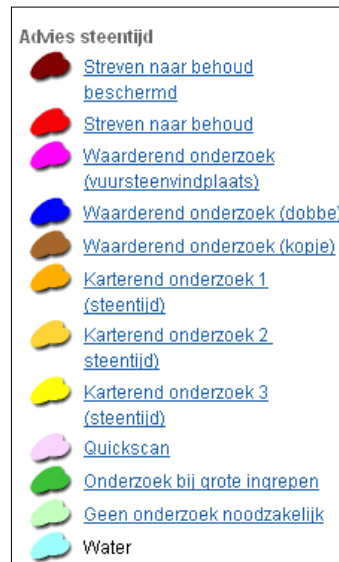 Advies steentijd
Streven naar behoud
beschermd
Streven naar behoud
Waarderend onderzoek
(vuursteenvindplaats)
Waarderend onderzoek (dobbe)
Waarderend onderzoek (kopje)
Karterend onderzoek 1
(steentijd)
Karterend onderzoek 2
steentijd)
Karterend onderzoek 3
(steentijd)
Quickscan
Onderzoek bij grote ingrepen
Geen onderzoek noodzakelijk
Water